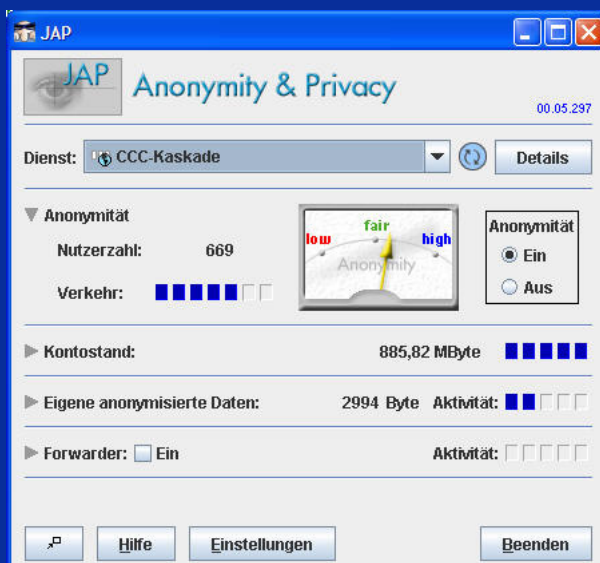 JAP
JAP Anonymity & Privacy
00.05.297
Dienst: CCC-Kaskade Details
Anonymität
Nutzerzahl: 669
Verkehr:
low fair high
Anonymity
Anonymität
Ein
Aus
Kontostand: 885,82 MByte
Eigene anonymisierte Daten: 2994 Byte Aktivität:
Forwarder: Ein Aktivität:
Hilfe Einstellungen Beenden